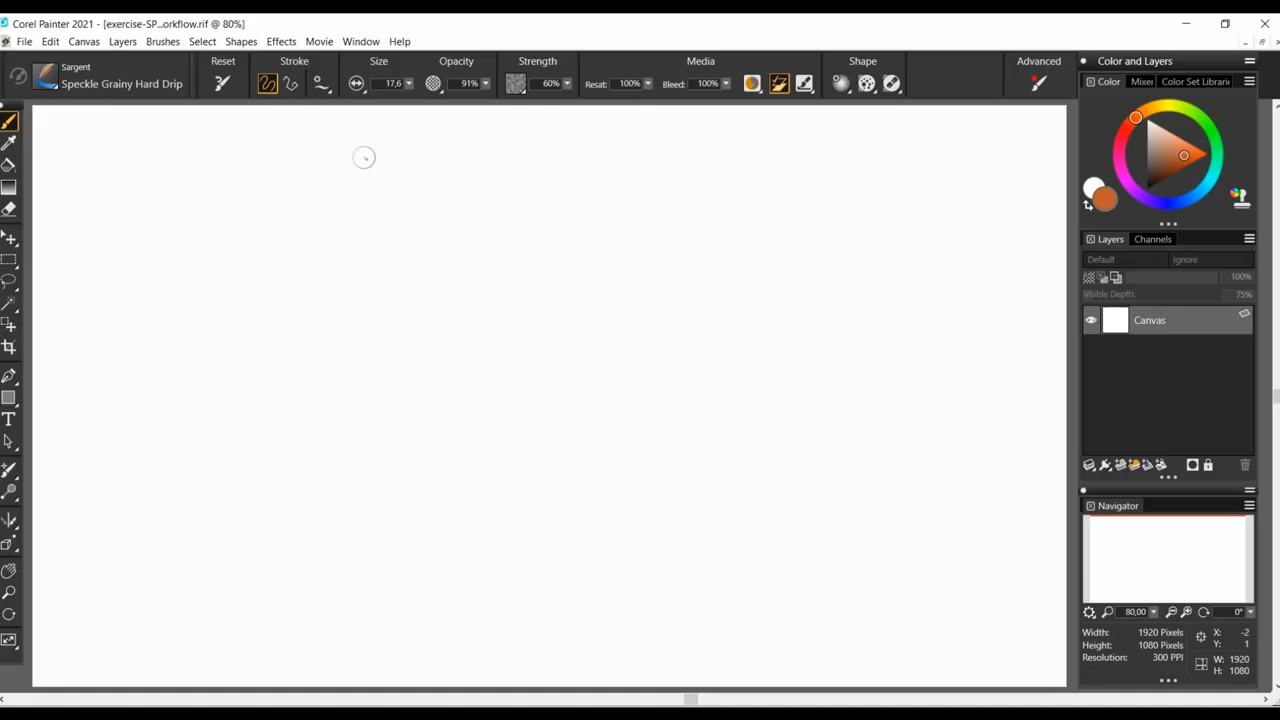 Corel Painter 2021 - [exercise-SP...orkflow.rif @ 80%]
File Edit Canvas Layers Brushes Select Shapes Effects Movie Window Help
Sargent
Speckle Grainy Hard Drip
Reset Stroke Size Opacity Strength Media Shape Advanced
17,6 91% 60% Resat: 100% Bleed: 100%
Color and Layers
Color Mixer Color Set Librarie
Layers Channels
Default Ignore
100%
Visible Depth: 75%
Canvas
T
Navigator
80,00 0°
Width: 1920 Pixels X: -2
Height: 1080 Pixels Y: 1
Resolution: 300 PPI W: 1920
H: 1080